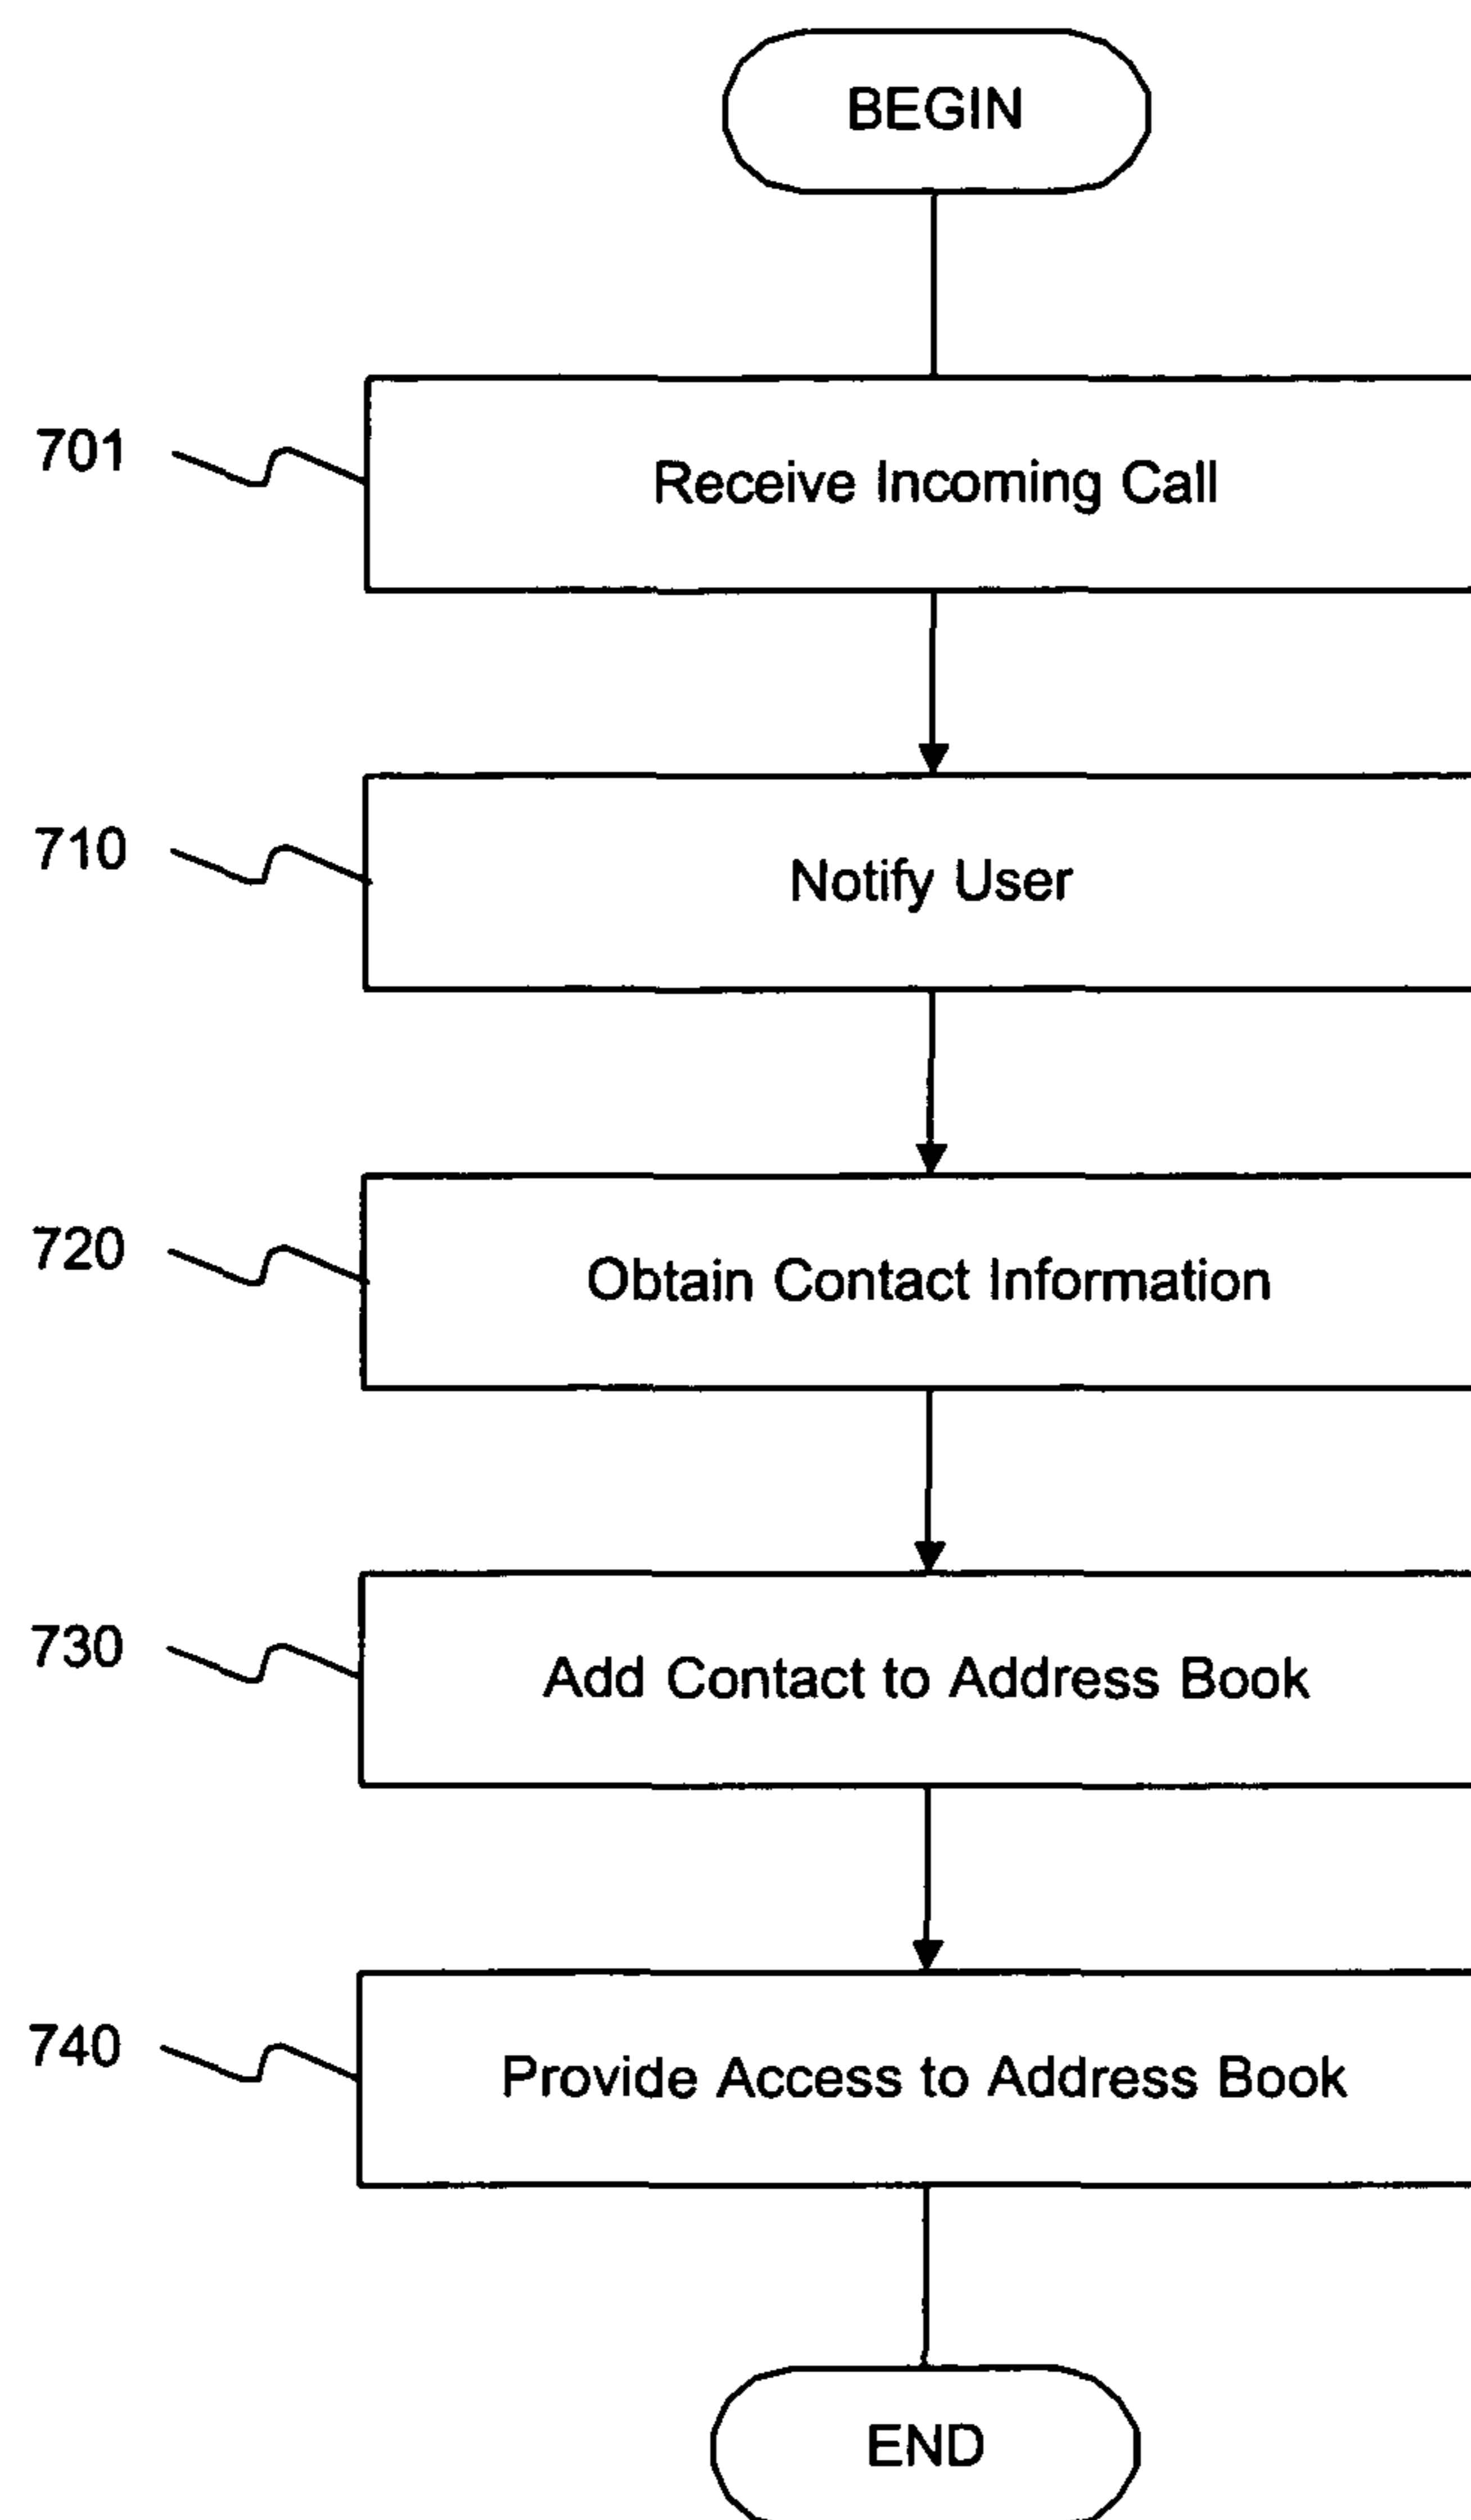 BEGIN
701
Receive Incoming Call
710
Notify User
720
Obtain Contact Information
730
Add Contact to Address Book
740
Provide Access to Address Book
END